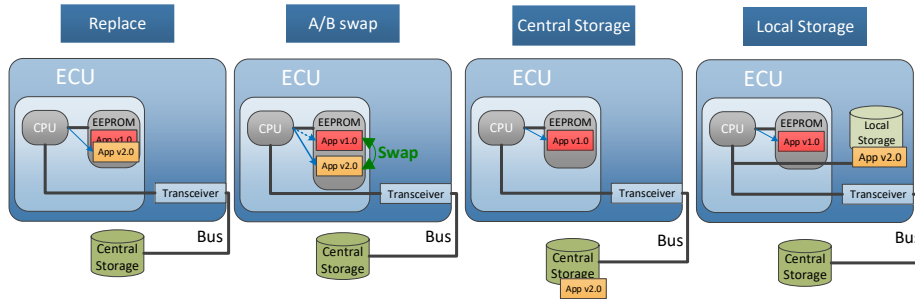 Replace
A/B swap
Central Storage
Local Storage
ECU
CPU
EEPROM
App v1.0
App v2.0
Transceiver
Bus
Central
Storage
ECU
CPU
EEPROM
App v1.0
App v2.0
Swap
Transceiver
Bus
Central
Storage
ECU
CPU
EEPROM
App v1.0
Transceiver
Bus
Central
Storage
App v2.0
ECU
CPU
EEPROM
App v1.0
Local
Storage
App v2.0
Transceiver
Bus
Central
Storage